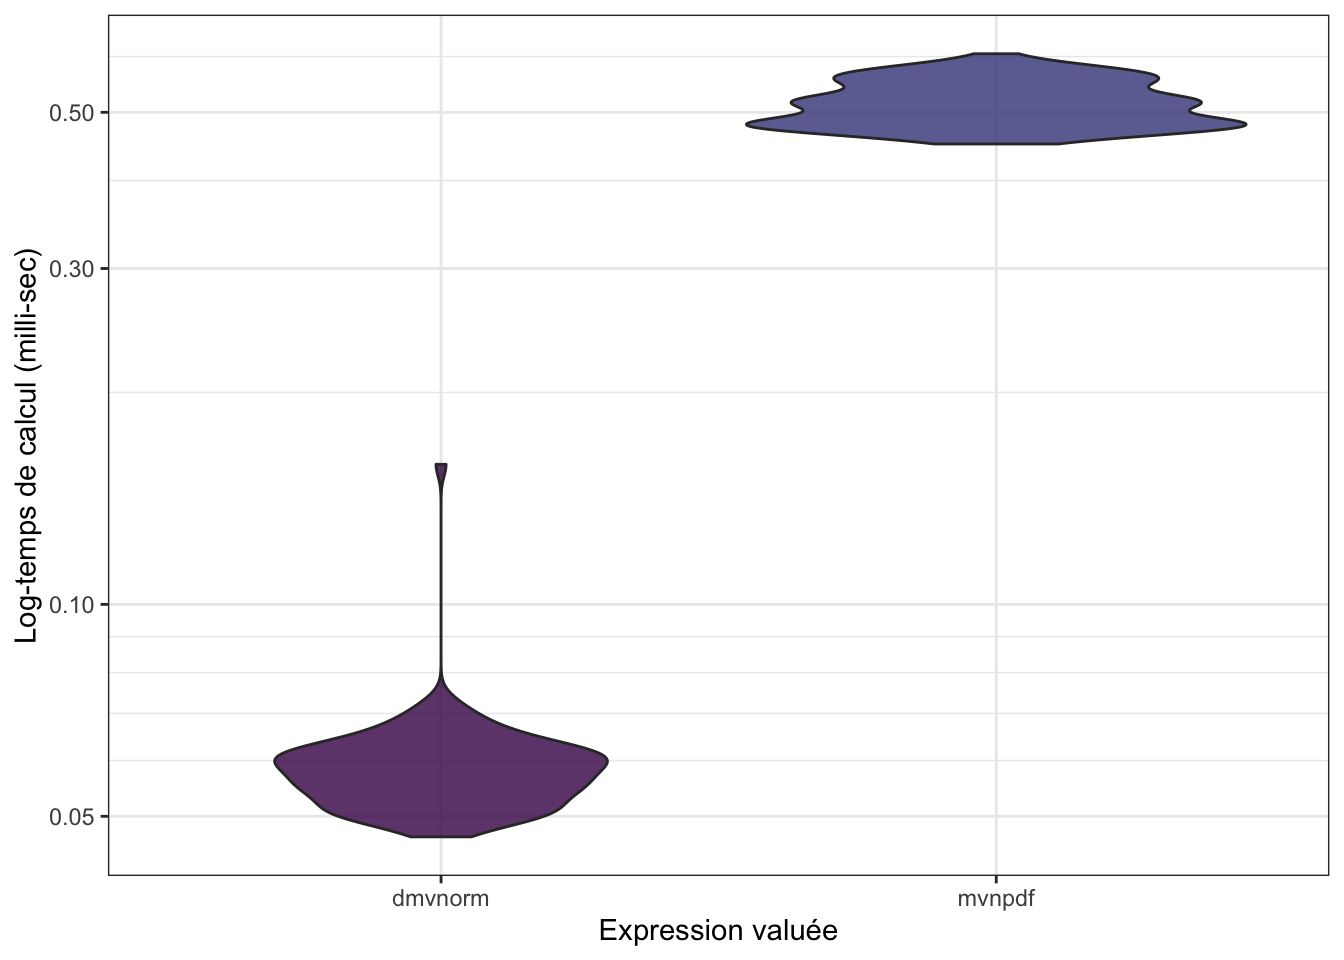 Log-temps de calcul (milli-sec)
0.50
0.30
0.10
0.05
dmvnorm
mvnpdf
Expression valuée